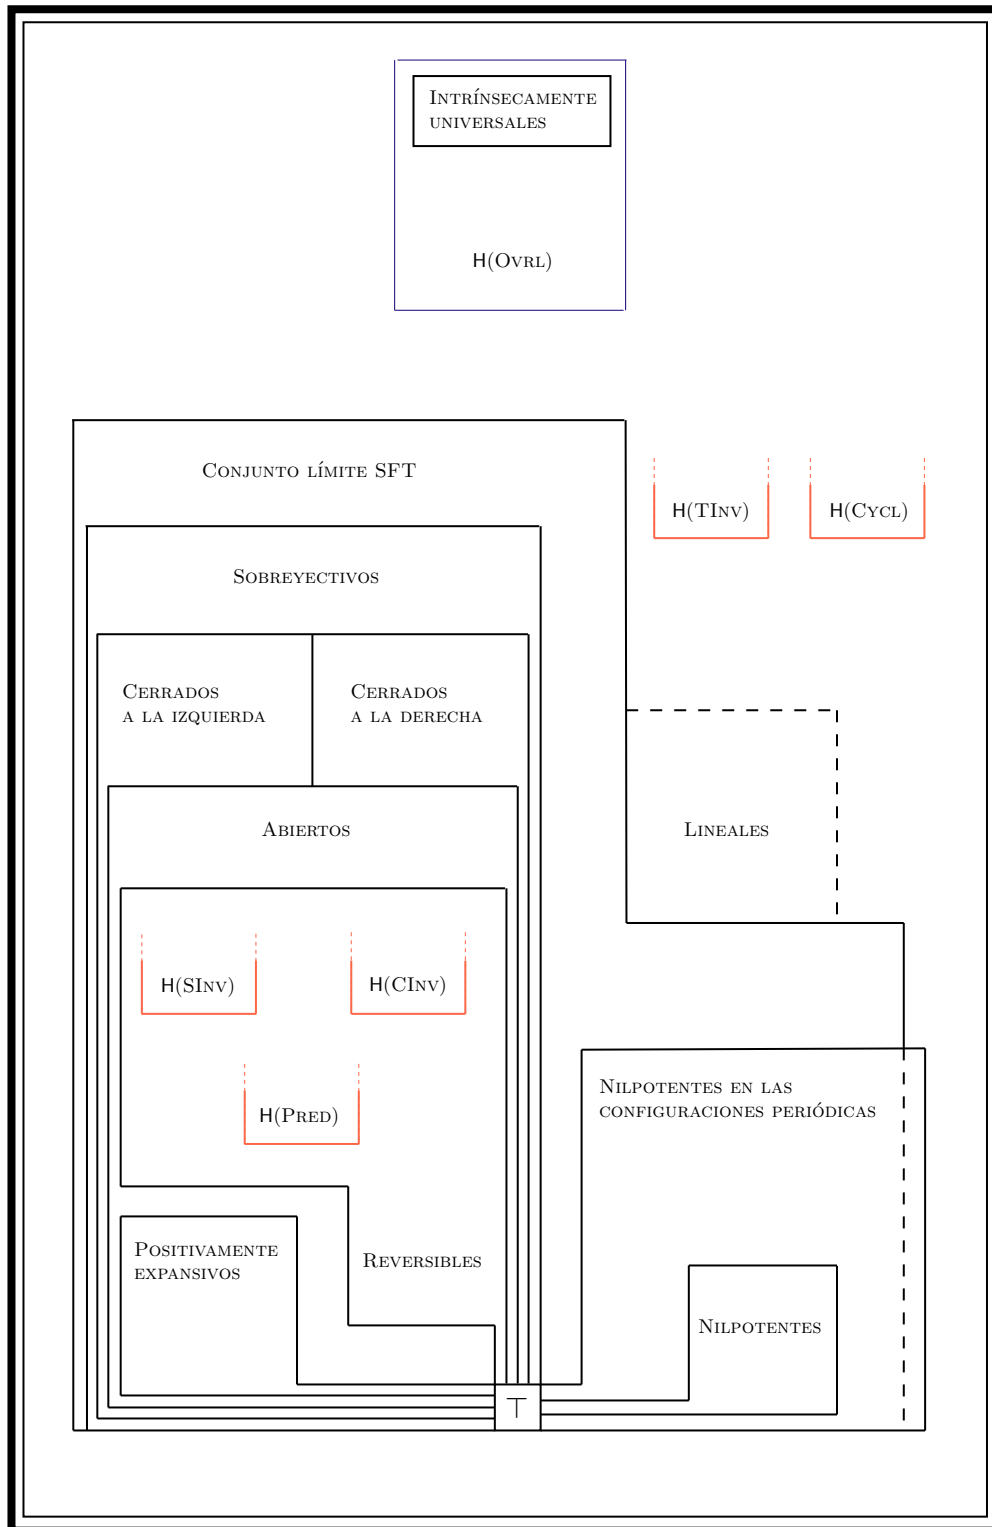 Intrínsecamente
universales
H(Ovrl)
Conjunto límite SFT
H(TInv)
H(Cycl)
Sobreyectivos
Cerrados
a la izquierda
Cerrados
a la derecha
Abiertos
Lineales
H(SInv)
H(CInv)
H(Pred)
Nilpotentes en las
configuraciones periódicas
Positivamente
expansivos
Reversibles
Nilpotentes
⊤